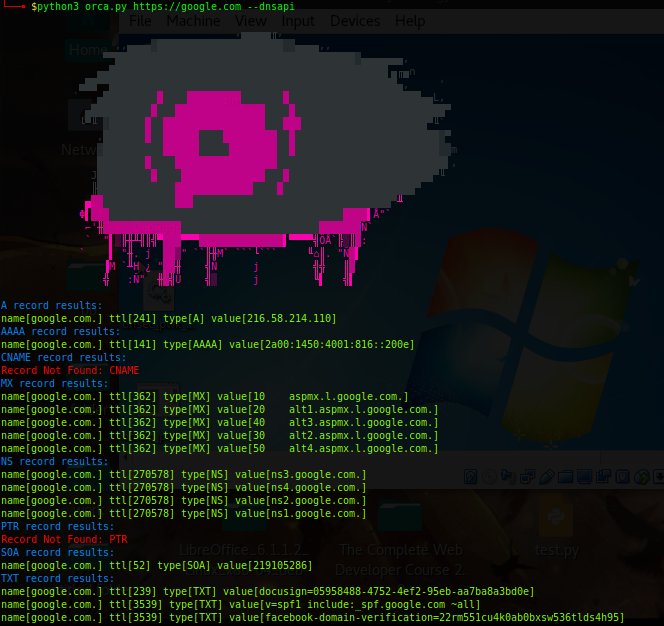 $python3 orca.py https://google.com --dnsapi
File Machine View Input Devices Help
Home
A record results:
name[google.com.] ttl[241] type[A] value[216.58.214.110]
AAAA record results:
name[google.com.] ttl[141] type[AAAA] value[2a00:1450:4001:816::200e]
CNAME record results:
Record Not Found: CNAME
MX record results:
name[google.com.] ttl[362] type[MX] value[10    aspmx.l.google.com.]
name[google.com.] ttl[362] type[MX] value[20    alt1.aspmx.l.google.com.]
name[google.com.] ttl[362] type[MX] value[40    alt3.aspmx.l.google.com.]
name[google.com.] ttl[362] type[MX] value[30    alt2.aspmx.l.google.com.]
name[google.com.] ttl[362] type[MX] value[50    alt4.aspmx.l.google.com.]
NS record results:
name[google.com.] ttl[270578] type[NS] value[ns3.google.com.]
name[google.com.] ttl[270578] type[NS] value[ns4.google.com.]
name[google.com.] ttl[270578] type[NS] value[ns2.google.com.]
name[google.com.] ttl[270578] type[NS] value[ns1.google.com.]
PTR record results:
Record Not Found: PTR
LibreOffice_6.1.1.2_
The Complete Web
Developer Course 2.
test.py
SOA record results:
name[google.com.] ttl[52] type[SOA] value[219105286]
TXT record results:
name[google.com.] ttl[239] type[TXT] value[docusign=05958488-4752-4ef2-95eb-aa7ba8a3bd0e]
name[google.com.] ttl[3539] type[TXT] value[v=spf1 include:_spf.google.com ~all]
name[google.com.] ttl[3539] type[TXT] value[facebook-domain-verification=22rm551cu4k0ab0bxsw536tlds4h95]